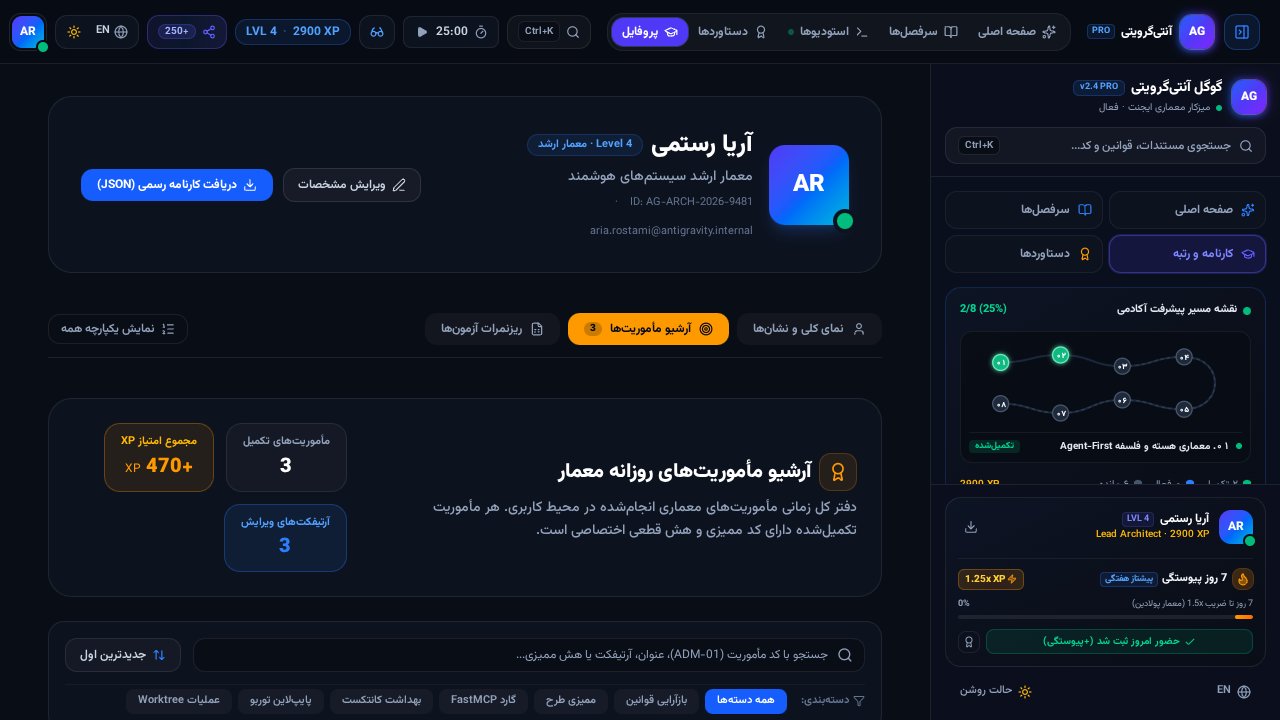 AG آنتی‌گرویتی PRO
صفحه اصلی
سرفصل‌ها
استودیوها
دستاوردها
پروفایل
Ctrl+K
25:00
LVL 4 · 2900 XP
250+
EN
AR
AG گوگل آنتی‌گرویتی v2.4 PRO
میزکار معماری ایجنت · فعال
جستجوی مستندات، قوانین و کد... Ctrl+K
صفحه اصلی
سرفصل‌ها
کارنامه و رتبه
دستاوردها
نقشه مسیر پیشرفت آکادمی 2/8 (25%)
۰۱ ۰۲ ۰۳ ۰۴
۰۸ ۰۷ ۰۶ ۰۵
۰۱. معماری هسته و فلسفه Agent-First تکمیل‌شده
2900 XP
AR آریا رستمی LVL 4
Lead Architect · 2900 XP
7 روز پیوستگی پیشتاز هفتگی 1.25x XP
7 روز تا ضریب 1.5x (معمار پولادین) 0%
حضور امروز ثبت شد (+پیوستگی)
EN
حالت روشن
AR
آریا رستمی Level 4 · معمار ارشد
معمار ارشد سیستم‌های هوشمند
ID: AG-ARCH-2026-9481 ·
aria.rostami@antigravity.internal
ویرایش مشخصات
دریافت کارنامه رسمی (JSON)
نمای کلی و نشان‌ها
آرشیو مأموریت‌ها 3
ریزنمرات آزمون‌ها
نمایش یکپارچه همه
آرشیو مأموریت‌های روزانه معمار
دفتر کل زمانی مأموریت‌های معماری انجام‌شده در محیط کاربری. هر مأموریت
تکمیل‌شده دارای کد ممیزی و هش قطعی اختصاصی است.
مأموریت‌های تکمیل
3
مجموع امتیاز XP
+470 XP
آرتیفکت‌های ویرایش
3
جستجو با کد مأموریت (ADM-01)، عنوان، آرتیفکت یا هش ممیزی...
جدیدترین اول
دسته‌بندی:
همه دسته‌ها
بازآرایی قوانین
ممیزی طرح
گارد FastMCP
بهداشت کانتکست
پایپ‌لاین توربو
عملیات Worktree